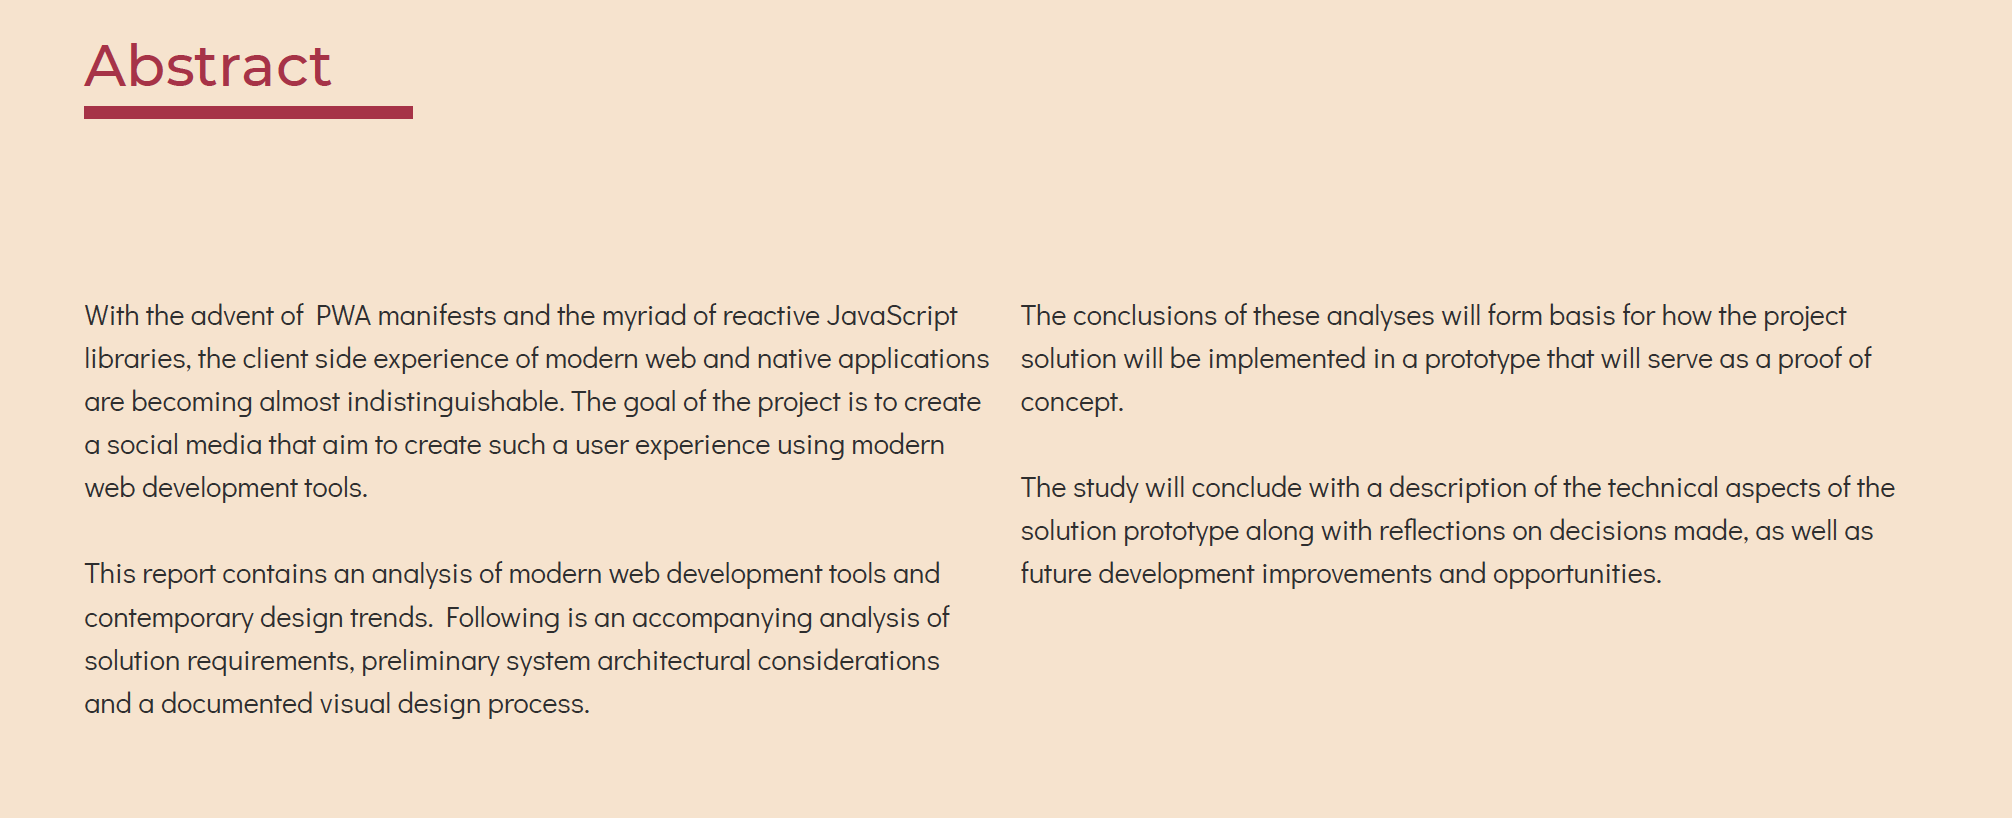 Abstract
With the advent of  PWA manifests and the myriad of reactive JavaScript
libraries, the client side experience of modern web and native applications
are becoming almost indistinguishable. The goal of the project is to create
a social media that aim to create such a user experience using modern
web development tools.
This report contains an analysis of modern web development tools and
contemporary design trends.  Following is an accompanying analysis of
solution requirements, preliminary system architectural considerations
and a documented visual design process.
The conclusions of these analyses will form basis for how the project
solution will be implemented in a prototype that will serve as a proof of
concept.
The study will conclude with a description of the technical aspects of the
solution prototype along with reflections on decisions made, as well as
future development improvements and opportunities.